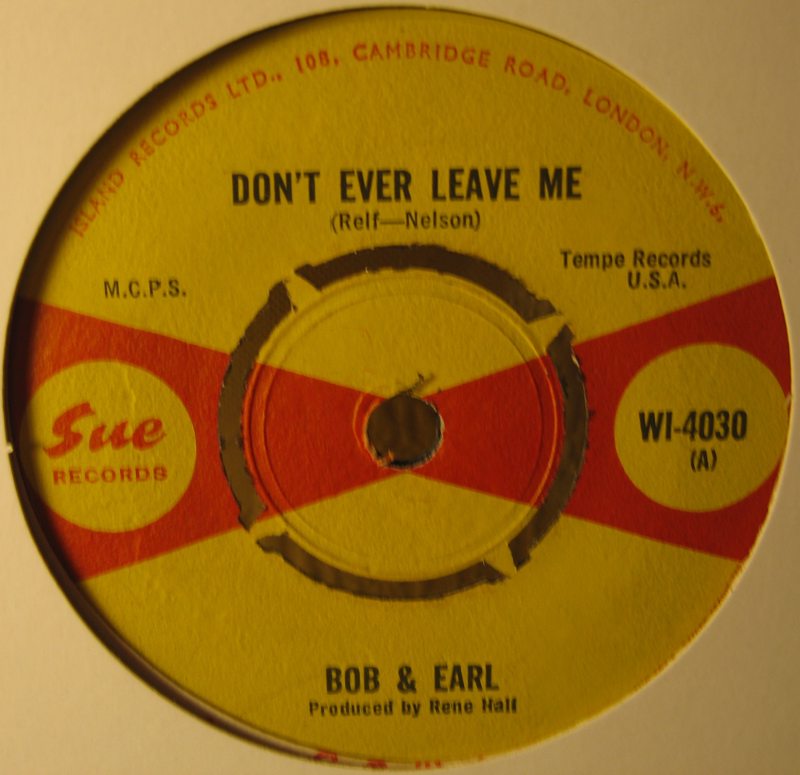 ISLAND RECORDS LTD., 108, CAMBRIDGE ROAD, LONDON, N.W.6.
DON'T EVER LEAVE ME
(Relf—Nelson)
M.C.P.S.
Tempe Records
U.S.A.
Sue
RECORDS
WI-4030
(A)
BOB & EARL
Produced by Rene Hall